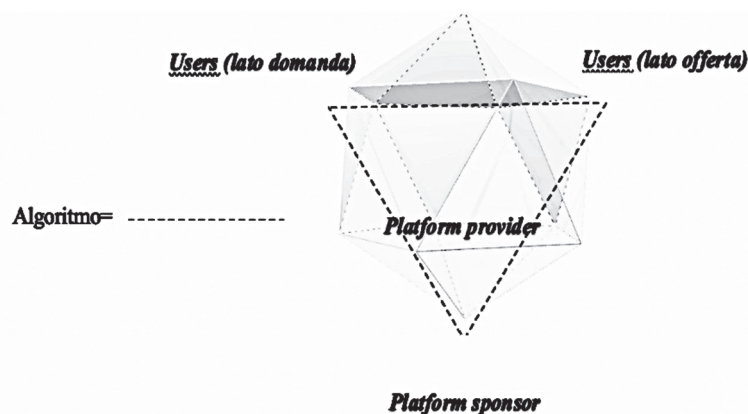 Users (lato domanda)
Users (lato offerta)
Algoritmo=
Platform provider
Platform sponsor